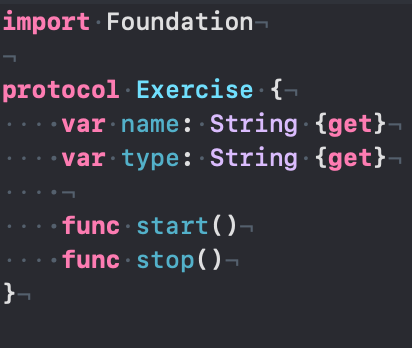 import Foundation

protocol Exercise {
    var name: String {get}
    var type: String {get}
    
    func start()
    func stop()
}